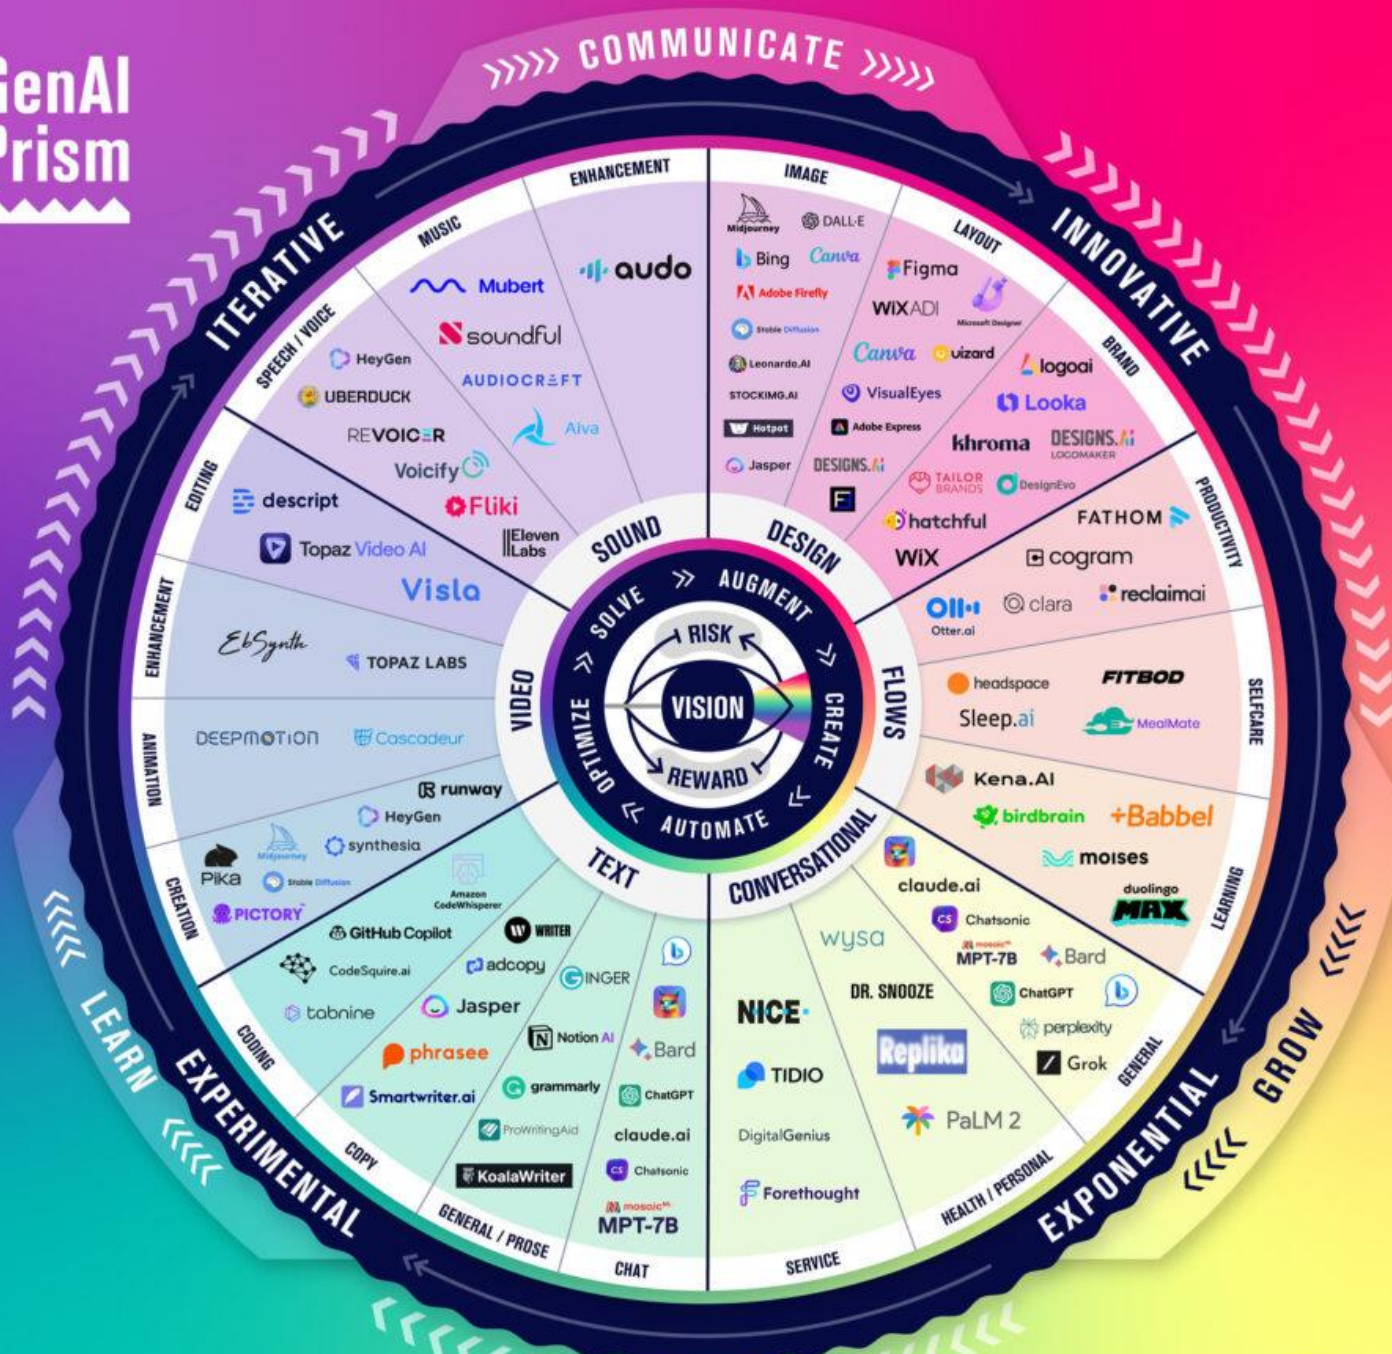 GenAI
Prism
COMMUNICATE
ITERATIVE
INNOVATIVE
EXPONENTIAL
EXPERIMENTAL
LEARN
GROW
SOUND
SPEECH / VOICE
HeyGen
UBERDUCK
REVOICER
Voicify
Fliki
Eleven
Labs
MUSIC
Mubert
soundful
AUDIOCRAFT
Aiva
ENHANCEMENT
audo
DESIGN
IMAGE
Midjourney
DALL·E
Bing
Canva
Adobe Firefly
Stable Diffusion
Leonardo.AI
STOCKIMG.AI
Hotpot
Jasper
LAYOUT
Figma
WiX ADI
Microsoft Designer
Canva
uizard
VisualEyes
Adobe Express
DESIGNS.Ai
BRAND
logoai
Looka
khroma
DESIGNS.Ai
LOGOMAKER
TAILOR
BRANDS
DesignEvo
hatchful
WiX
FLOWS
PRODUCTIVITY
FATHOM
cogram
Otter.ai
clara
reclaimai
SELFCARE
headspace
FITBOD
Sleep.ai
MealMate
LEARNING
Kena.AI
birdbrain
+Babbel
moises
duolingo
MAX
CONVERSATIONAL
GENERAL
claude.ai
CS
Chatsonic
mosaic
MPT-7B
Bard
ChatGPT
perplexity
Grok
HEALTH / PERSONAL
wysa
DR. SNOOZE
Replika
PaLM 2
SERVICE
NICE
TIDIO
DigitalGenius
Forethought
TEXT
CHAT
Bard
ChatGPT
claude.ai
CS
Chatsonic
mosaic
MPT-7B
GENERAL / PROSE
GINGER
Notion AI
grammarly
ProWritingAid
KoalaWriter
COPY
WRITER
adcopy
Jasper
phrasee
Smartwriter.ai
CODING
Amazon
CodeWhisperer
GitHub Copilot
CodeSquire.ai
tabnine
VIDEO
CREATION
runway
HeyGen
synthesia
Midjourney
Pika
Stable Diffusion
PICTORY
ANIMATION
DEEPMOTION
Cascadeur
ENHANCEMENT
EbSynth
TOPAZ LABS
EDITING
descript
Topaz Video AI
Visla
SOLVE
AUGMENT
CREATE
AUTOMATE
OPTIMIZE
RISK
VISION
REWARD